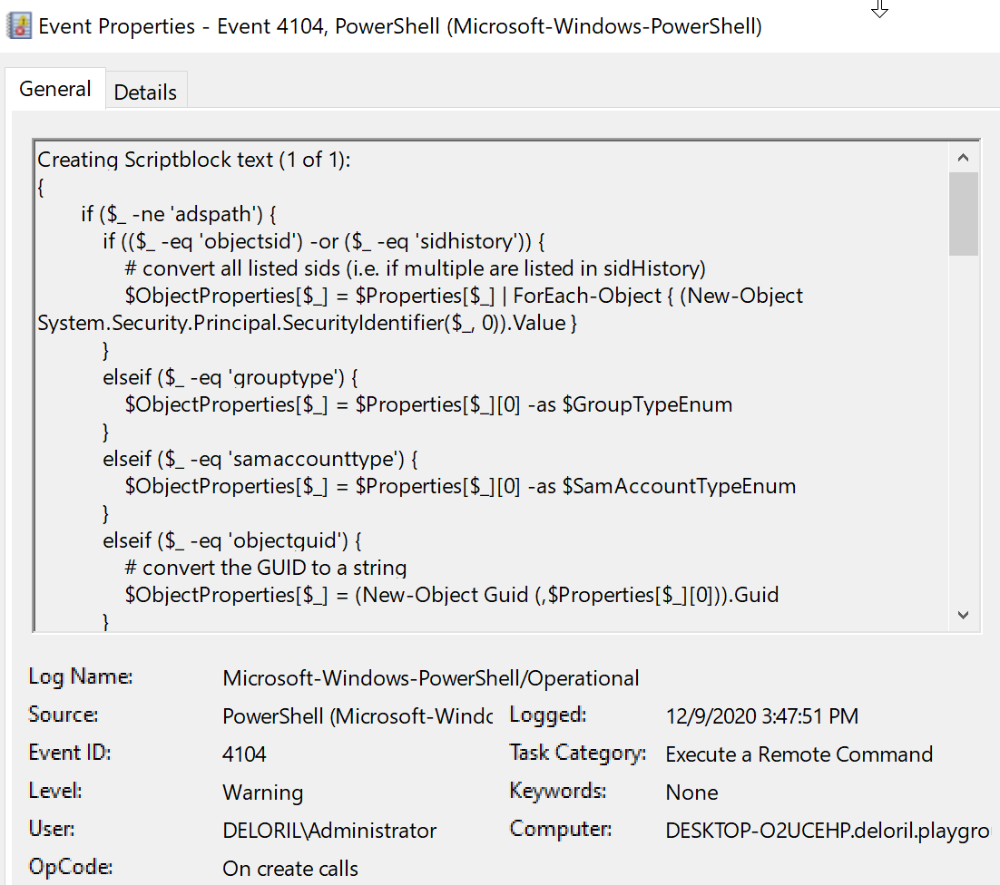 Event Properties - Event 4104, PowerShell (Microsoft-Windows-PowerShell)
General
Details
Creating Scriptblock text (1 of 1):
{
if ($_ -ne 'adspath') {
if (($_ -eq 'objectsid') -or ($_ -eq 'sidhistory')) {
# convert all listed sids (i.e. if multiple are listed in sidHistory)
$ObjectProperties[$_] = $Properties[$_] | ForEach-Object { (New-Object
System.Security.Principal.SecurityIdentifier($_, 0)).Value }
}
elseif ($_ -eq 'grouptype') {
$ObjectProperties[$_] = $Properties[$_][0] -as $GroupTypeEnum
}
elseif ($_ -eq 'samaccounttype') {
$ObjectProperties[$_] = $Properties[$_][0] -as $SamAccountTypeEnum
}
elseif ($_ -eq 'objectguid') {
# convert the GUID to a string
$ObjectProperties[$_] = (New-Object Guid (,$Properties[$_][0])).Guid
}
Log Name: Microsoft-Windows-PowerShell/Operational
Source: PowerShell (Microsoft-Windo Logged: 12/9/2020 3:47:51 PM
Event ID: 4104 Task Category: Execute a Remote Command
Level: Warning Keywords: None
User: DELORIL\Administrator Computer: DESKTOP-O2UCEHP.deloril.playgro
OpCode: On create calls